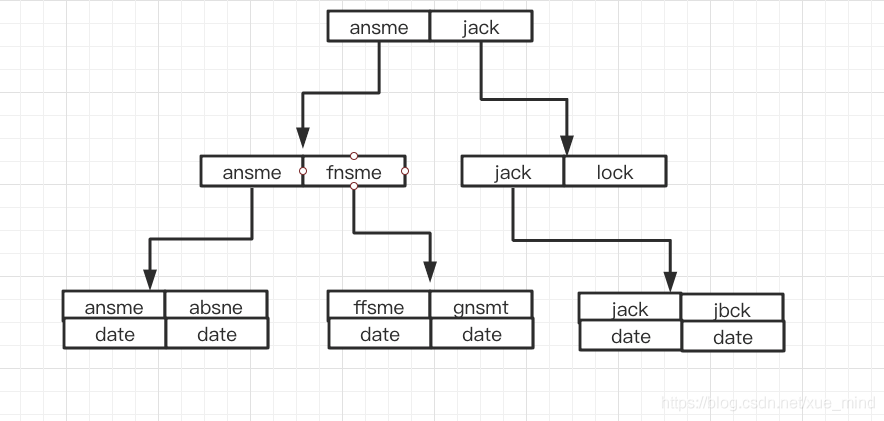 ansme jack
ansme fnsme jack lock
ansme absne ffsme gnsmt jack jbck
date date date date date date
https://blog.csdn.net/xue_mind